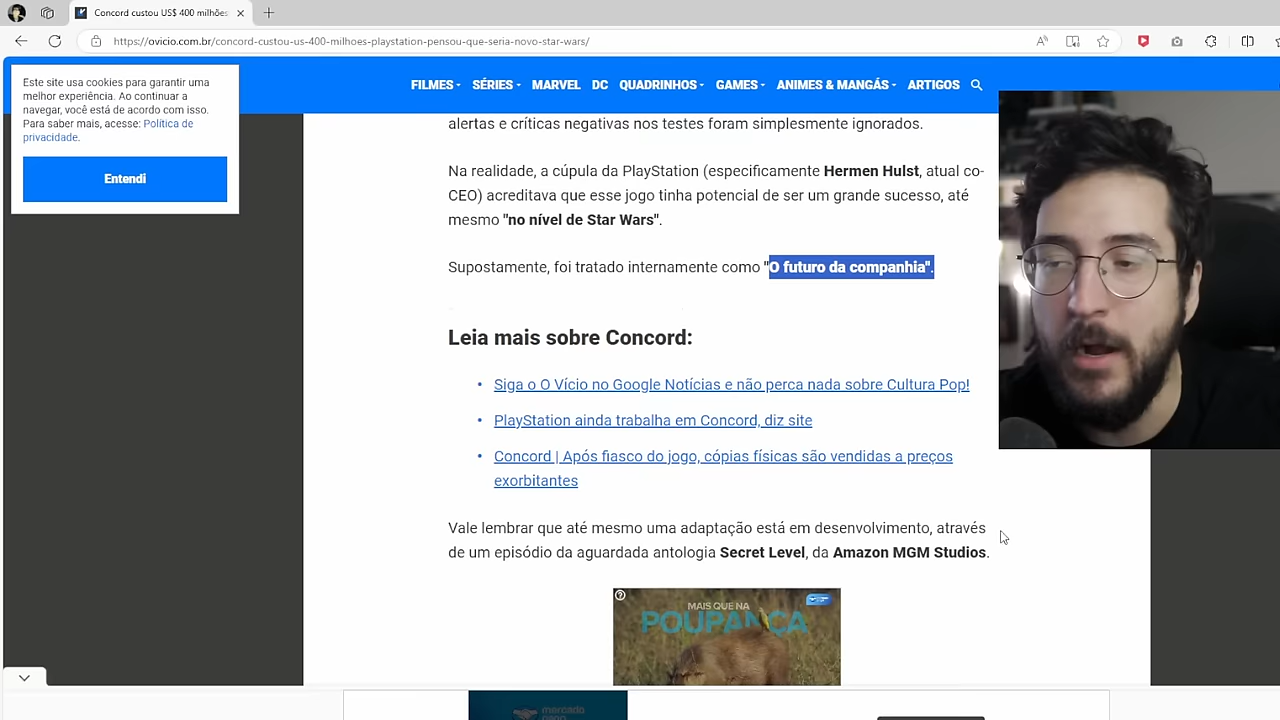 Concord custou US$ 400 milhões
https://ovicio.com.br/concord-custou-us-400-milhoes-playstation-pensou-que-seria-novo-star-wars/
Este site usa cookies para garantir uma
melhor experiência. Ao continuar a
navegar, você está de acordo com isso.
Para saber mais, acesse: Política de
privacidade.
Entendi
FILMES SÉRIES MARVEL DC QUADRINHOS GAMES ANIMES & MANGÁS ARTIGOS
alertas e críticas negativas nos testes foram simplesmente ignorados.
Na realidade, a cúpula da PlayStation (especificamente Hermen Hulst, atual co-
CEO) acreditava que esse jogo tinha potencial de ser um grande sucesso, até
mesmo "no nível de Star Wars".
Supostamente, foi tratado internamente como "O futuro da companhia".
Leia mais sobre Concord:
• Siga o O Vício no Google Notícias e não perca nada sobre Cultura Pop!
• PlayStation ainda trabalha em Concord, diz site
• Concord | Após fiasco do jogo, cópias físicas são vendidas a preços
exorbitantes
Vale lembrar que até mesmo uma adaptação está em desenvolvimento, através
de um episódio da aguardada antologia Secret Level, da Amazon MGM Studios.
MAIS QUE NA
POUPANÇA
mercado
pago